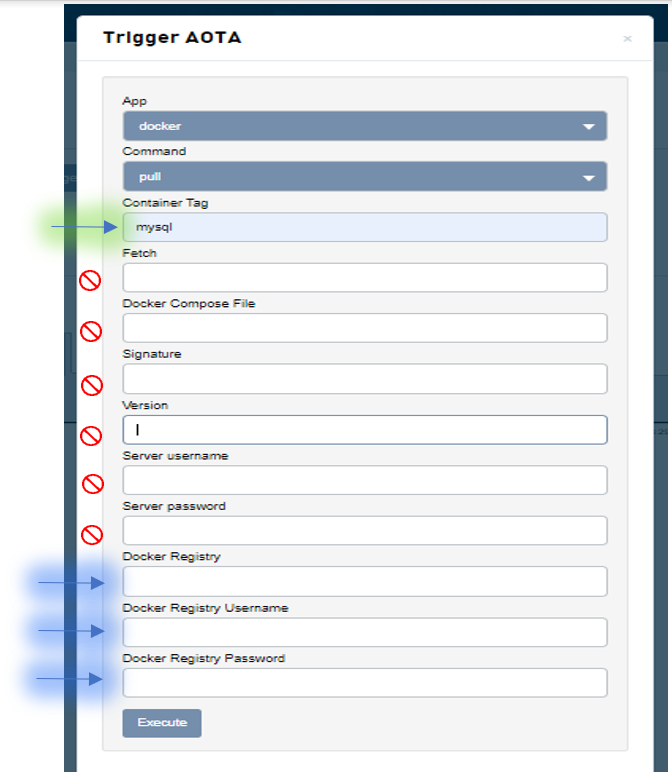 Trigger AOTA
×
App
docker
Command
pull
Container Tag
mysql
Fetch
Docker Compose File
Signature
Version
Server username
Server password
Docker Registry
Docker Registry Username
Docker Registry Password
Execute